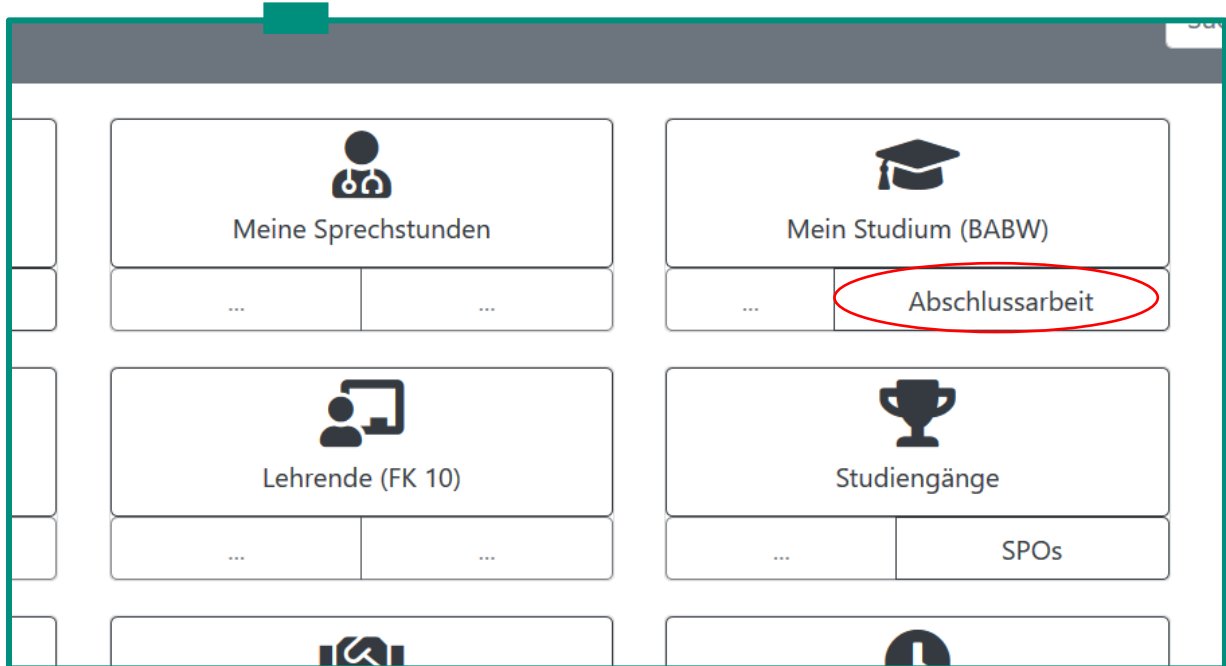 Meine Sprechstunden
Mein Studium (BABW)
... ... ... Abschlussarbeit
Lehrende (FK 10)
Studiengänge
... ... ... SPOs